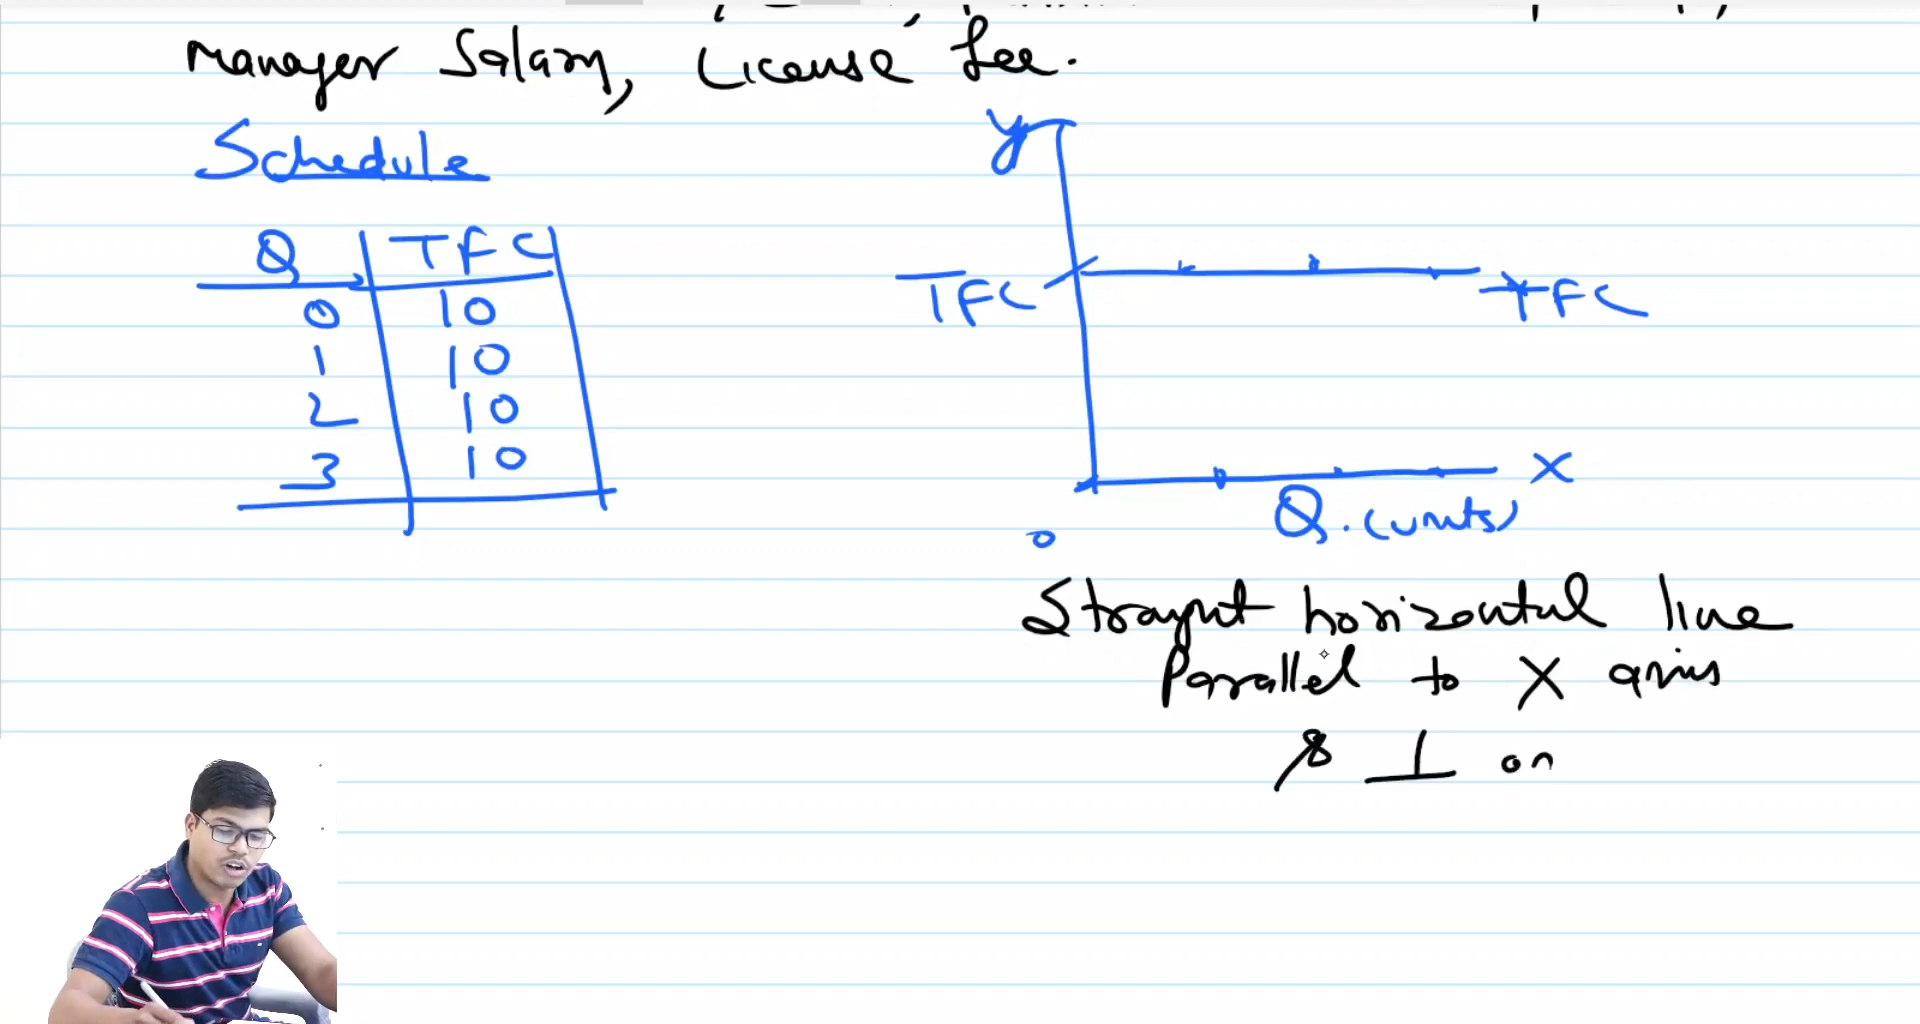 Manager Salary, License fee.
Schedule
Q TFC
0 10
1 10
2 10
3 10
y
TFC
TFC
X
Q. (units)
0
Straight horizontal line
Parallel to X axis
& ⊥ on